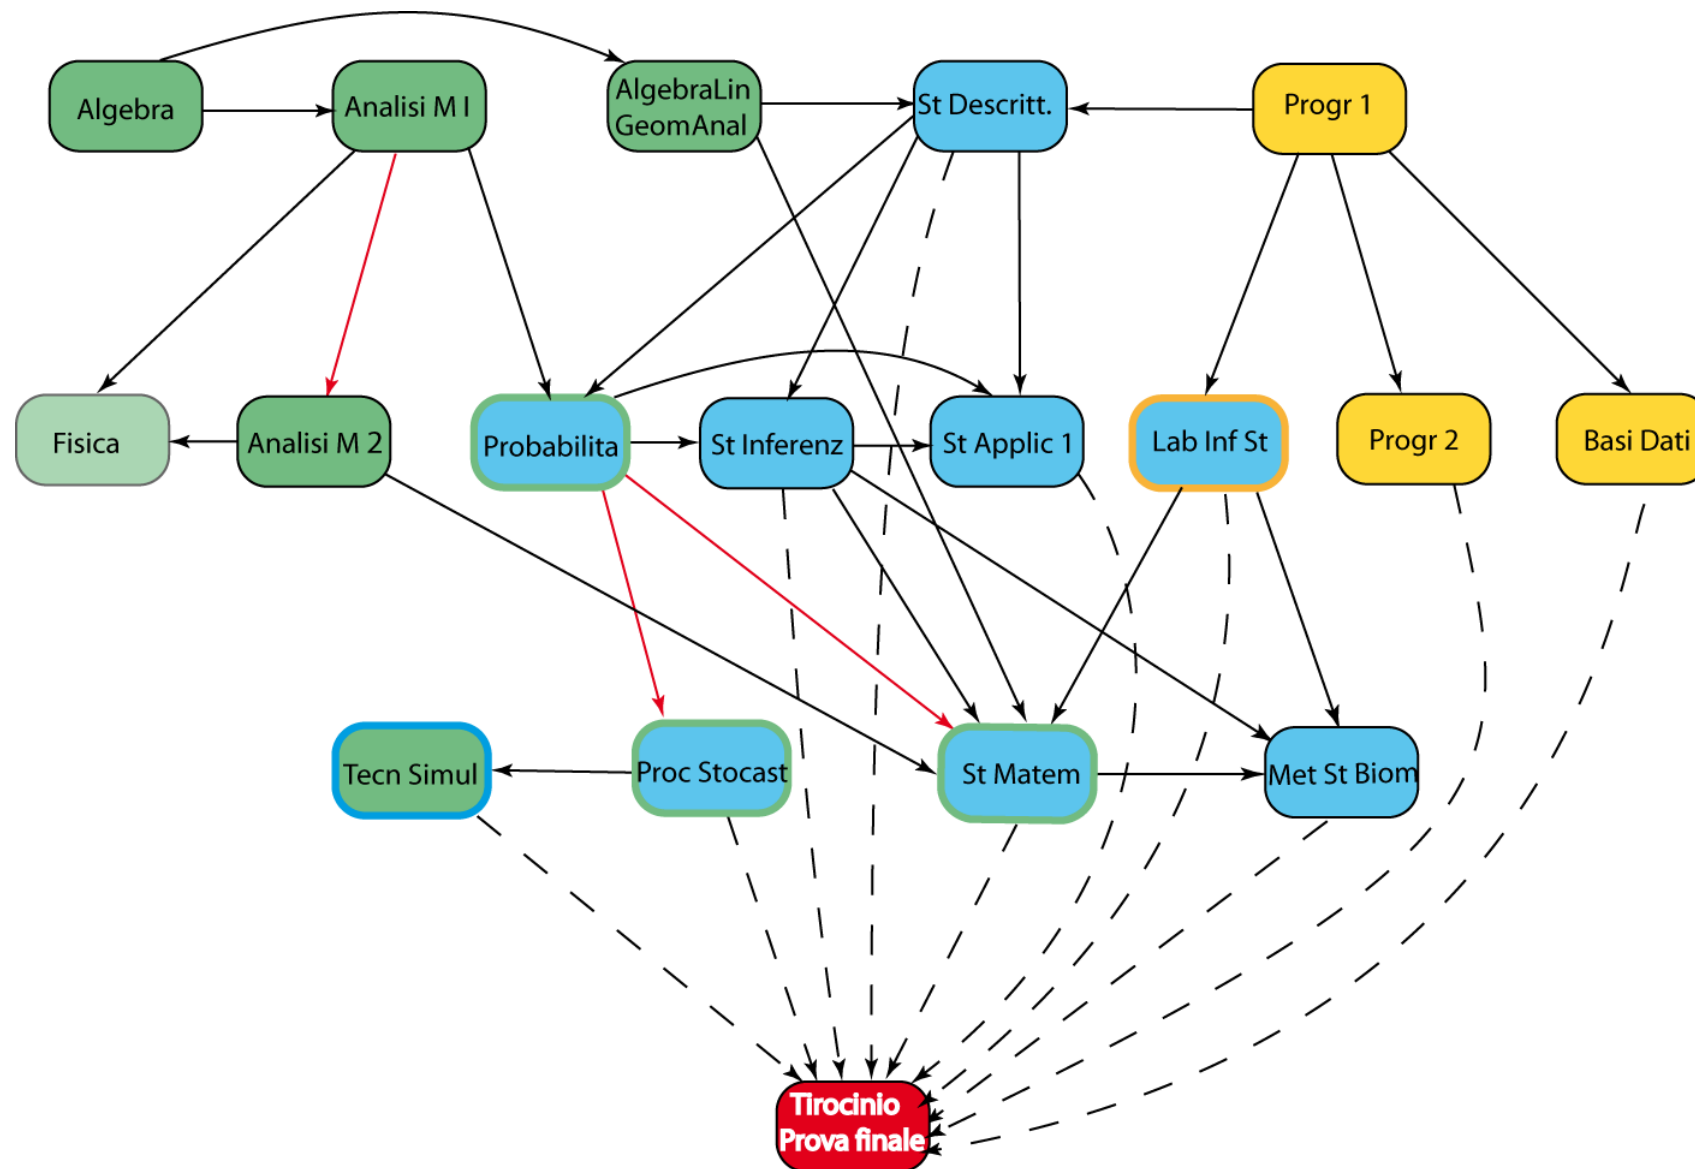 Algebra
Analisi M I
AlgebraLin
GeomAnal
St Descritt.
Progr 1
Fisica
Analisi M 2
Probabilita
St Inferenz
St Applic 1
Lab Inf St
Progr 2
Basi Dati
Tecn Simul
Proc Stocast
St Matem
Met St Biom
Tirocinio
Prova finale